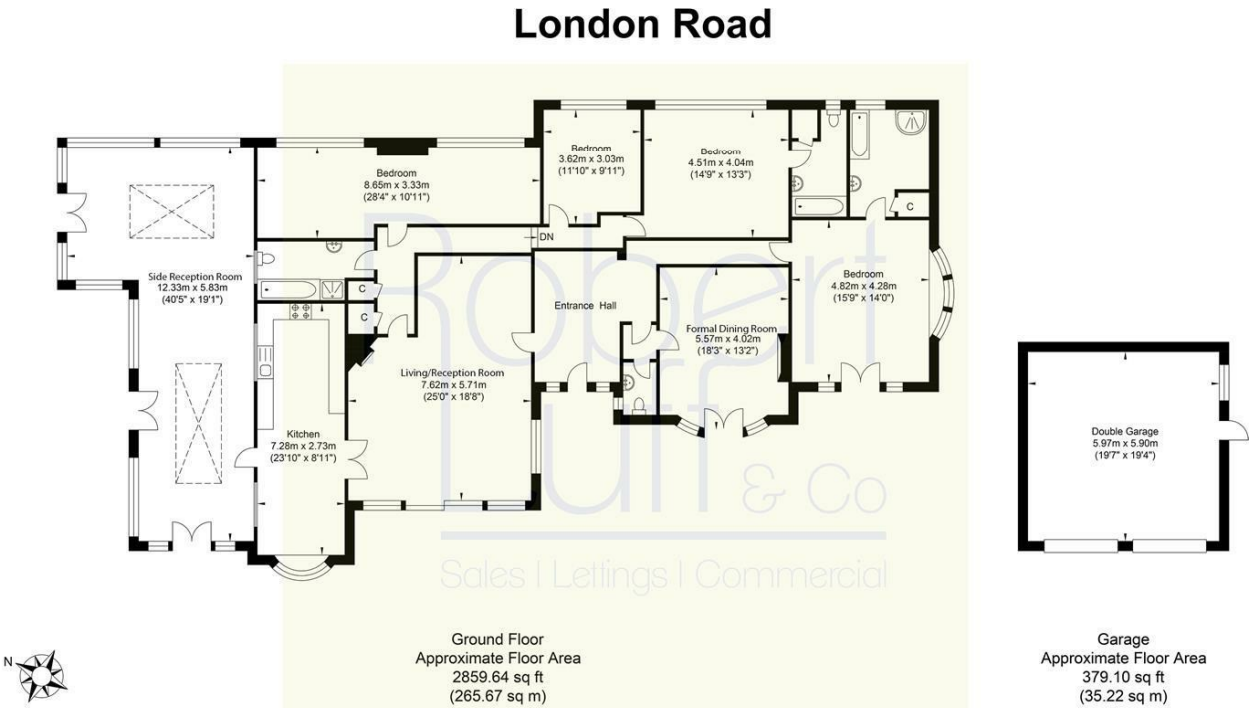 London Road
Bedroom
3.62m x 3.03m
(11'10" x 9'11")
Bedroom
4.51m x 4.04m
(14'9" x 13'3")
Bedroom
8.65m x 3.33m
(28'4" x 10'11")
C
DN
Side Reception Room
12.33m x 5.83m
(40'5" x 19'1")
Bedroom
4.82m x 4.28m
(15'9" x 14'0")
C
C
Entrance Hall
Formal Dining Room
5.57m x 4.02m
(18'3" x 13'2")
Living/Reception Room
7.62m x 5.71m
(25'0" x 18'8")
Kitchen
7.28m x 2.73m
(23'10" x 8'11")
Double Garage
5.97m x 5.90m
(19'7" x 19'4")
Robert
Luff
& Co
Sales | Lettings | Commercial
Ground Floor
Approximate Floor Area
2859.64 sq ft
(265.67 sq m)
Garage
Approximate Floor Area
379.10 sq ft
(35.22 sq m)
N